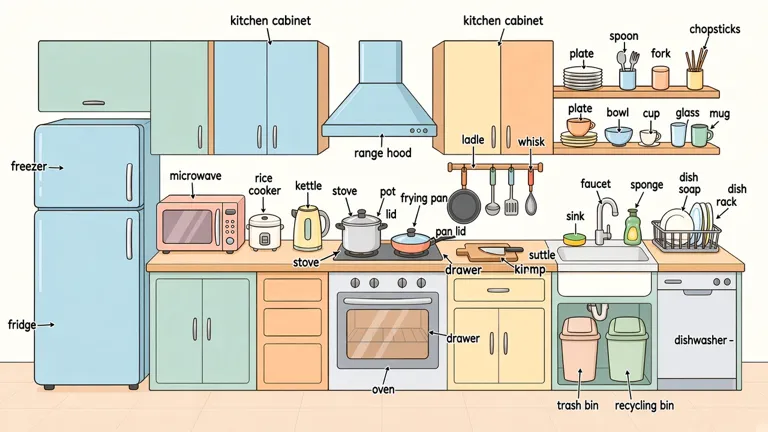 kitchen cabinet
kitchen cabinet
plate
spoon
fork
chopsticks
plate
bowl
cup
glass
mug
range hood
ladle
whisk
freezer
microwave
rice
cooker
kettle
stove
pot
lid
frying pan
pan lid
faucet
sponge
dish
soap
dish
rack
sink
stove
drawer
suttle
kirmp
fridge
drawer
oven
dishwasher
trash bin
recycling bin